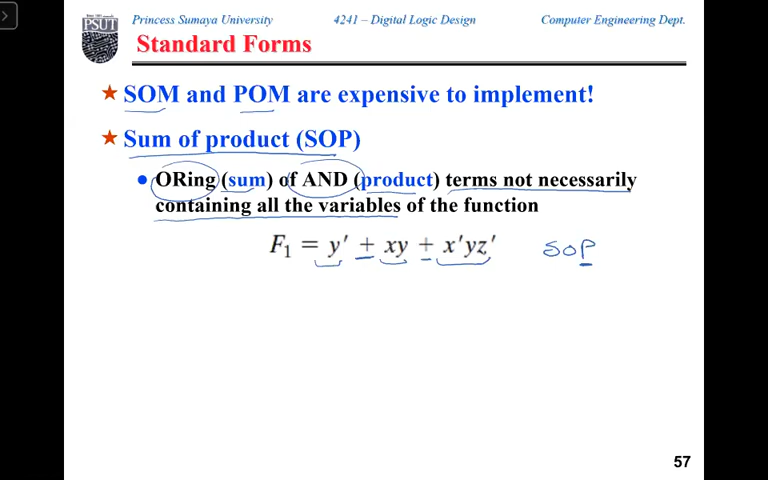 Princess Sumaya University 4241 – Digital Logic Design Computer Engineering Dept.
PSUT
Standard Forms
SOM and POM are expensive to implement!
Sum of product (SOP)
ORing (sum) of AND (product) terms not necessarily
containing all the variables of the function
F₁ = y' + xy + x'yz' SOP
57